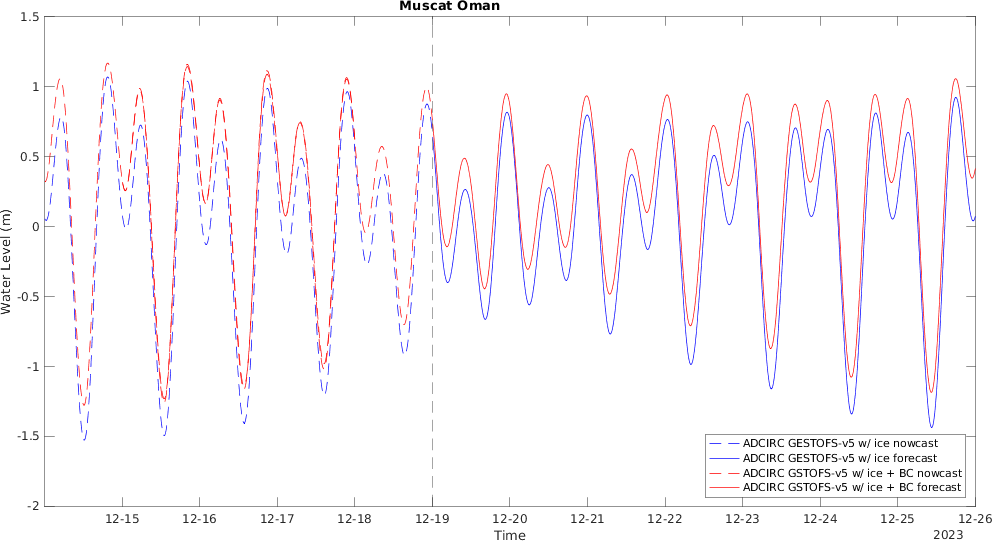 Muscat Oman
1.5
1
0.5
0
-0.5
-1
-1.5
-2
Water Level (m)
ADCIRC GESTOFS-v5 w/ ice nowcast
ADCIRC GESTOFS-v5 w/ ice forecast
ADCIRC GSTOFS-v5 w/ ice + BC nowcast
ADCIRC GSTOFS-v5 w/ ice + BC forecast
12-15 12-16 12-17 12-18 12-19 12-20 12-21 12-22 12-23 12-24 12-25 12-26
Time
2023